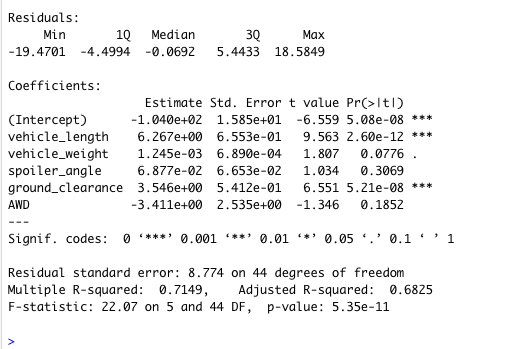 Residuals:
Min 1Q Median 3Q Max
-19.4701 -4.4994 -0.0692 5.4433 18.5849
Coefficients:
Estimate Std. Error t value Pr(>|t|)
(Intercept) -1.040e+02 1.585e+01 -6.559 5.08e-08 ***
vehicle_length 6.267e+00 6.553e-01 9.563 2.60e-12 ***
vehicle_weight 1.245e-03 6.890e-04 1.807 0.0776 .
spoiler_angle 6.877e-02 6.653e-02 1.034 0.3069
ground_clearance 3.546e+00 5.412e-01 6.551 5.21e-08 ***
AWD -3.411e+00 2.535e+00 -1.346 0.1852
---
Signif. codes: 0 ‘***’ 0.001 ‘**’ 0.01 ‘*’ 0.05 ‘.’ 0.1 ‘ ’ 1
Residual standard error: 8.774 on 44 degrees of freedom
Multiple R-squared: 0.7149, Adjusted R-squared: 0.6825
F-statistic: 22.07 on 5 and 44 DF, p-value: 5.35e-11
>